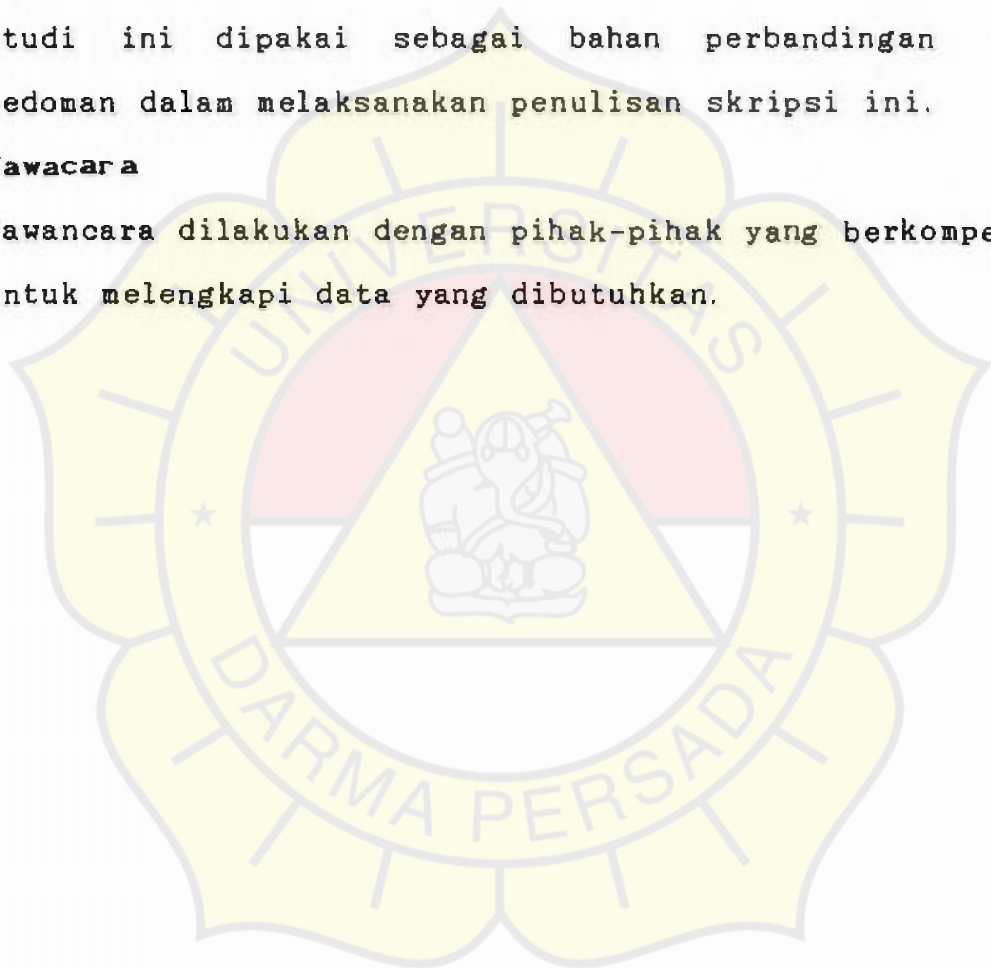 tudi ini dipakai sebagai bahan perbandingan
edoman dalam melaksanakan penulisan skripsi ini.
awacara
awancara dilakukan dengan pihak-pihak yang berkompe
ntuk melengkapi data yang dibutuhkan.
UNIVERSITAS
DARMA PERSADA